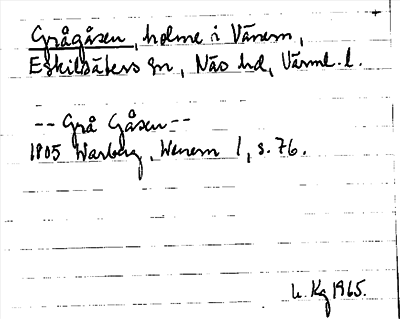 Grågåsen, holme i Vänern,
Eskilsäters sn, Näs hd, Värml. l.
-- Grå Gåsen --
1805 Warberg, Wenern 1, s. 76.
Kg 1965.